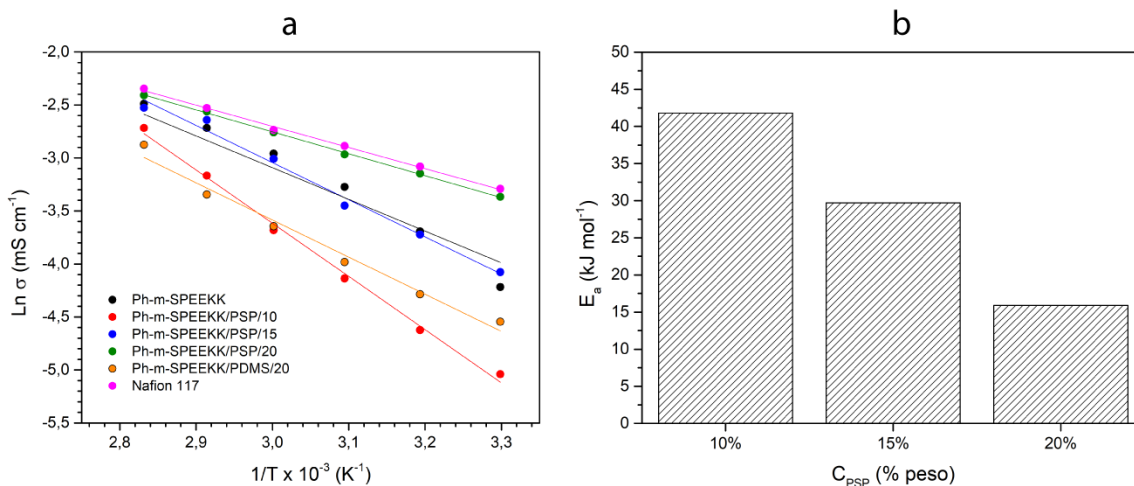 a
Ln σ (mS cm-1)
-2,0
-2,5
-3,0
-3,5
-4,0
-4,5
-5,0
-5,5
Ph-m-SPEEKK
Ph-m-SPEEKK/PSP/10
Ph-m-SPEEKK/PSP/15
Ph-m-SPEEKK/PSP/20
Ph-m-SPEEKK/PDMS/20
Nafion 117
2,8 2,9 3,0 3,1 3,2 3,3
1/T x 10-3 (K-1)
b
Ea (kJ mol-1)
50
45
40
35
30
25
20
15
10
5
0
10% 15% 20%
CPSP (% peso)